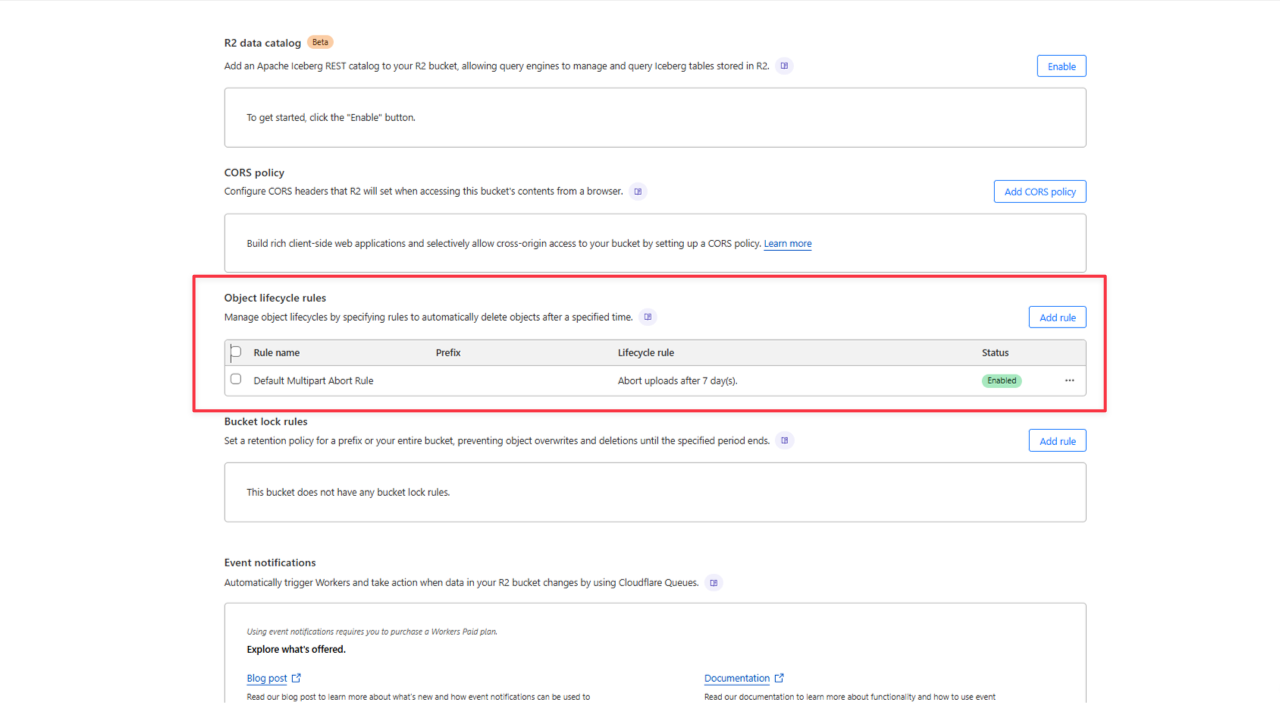 R2 data catalog Beta
Add an Apache Iceberg REST catalog to your R2 bucket, allowing query engines to manage and query Iceberg tables stored in R2.
Enable
To get started, click the "Enable" button.
CORS policy
Configure CORS headers that R2 will set when accessing this bucket's contents from a browser.
Add CORS policy
Build rich client-side web applications and selectively allow cross-origin access to your bucket by setting up a CORS policy. Learn more
Object lifecycle rules
Manage object lifecycles by specifying rules to automatically delete objects after a specified time.
Add rule
Rule name Prefix Lifecycle rule Status
Default Multipart Abort Rule Abort uploads after 7 day(s). Enabled
Bucket lock rules
Set a retention policy for a prefix or your entire bucket, preventing object overwrites and deletions until the specified period ends.
Add rule
This bucket does not have any bucket lock rules.
Event notifications
Automatically trigger Workers and take action when data in your R2 bucket changes by using Cloudflare Queues.
Using event notifications requires you to purchase a Workers Paid plan.
Explore what's offered.
Blog post
Read our blog post to learn more about what's new and how event notifications can be used to
Documentation
Read our documentation to learn more about functionality and how to use event